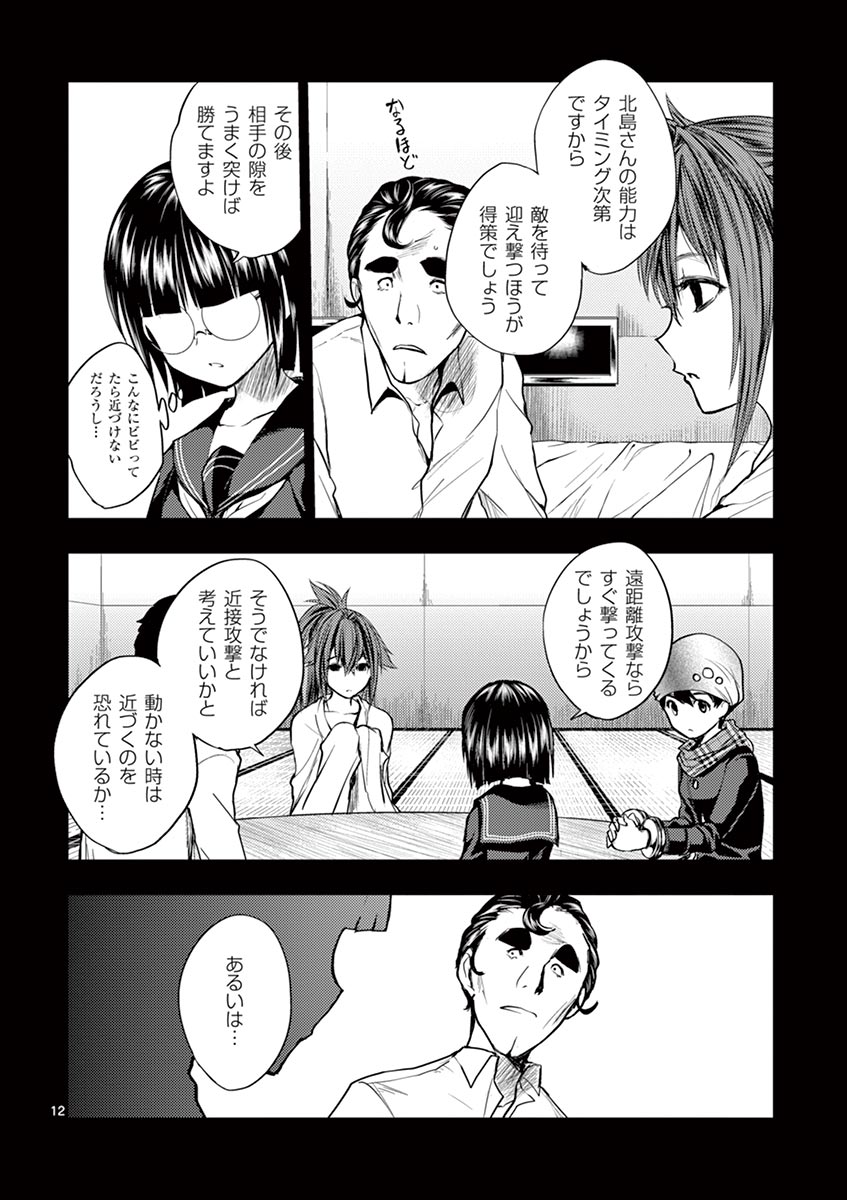 北島さんの能力は
タイミング次第
ですから
敵を待って
迎え撃つほうが
得策でしょう
なるほど
その後
相手の隙を
うまく突けば
勝てますよ
こんなにビビって
たら近づけない
だろうし…
遠距離攻撃なら
すぐ撃ってくる
でしょうから
そうでなければ
近接攻撃と
考えていいかと
動かない時は
近づくのを
恐れているか…
あるいは…
12